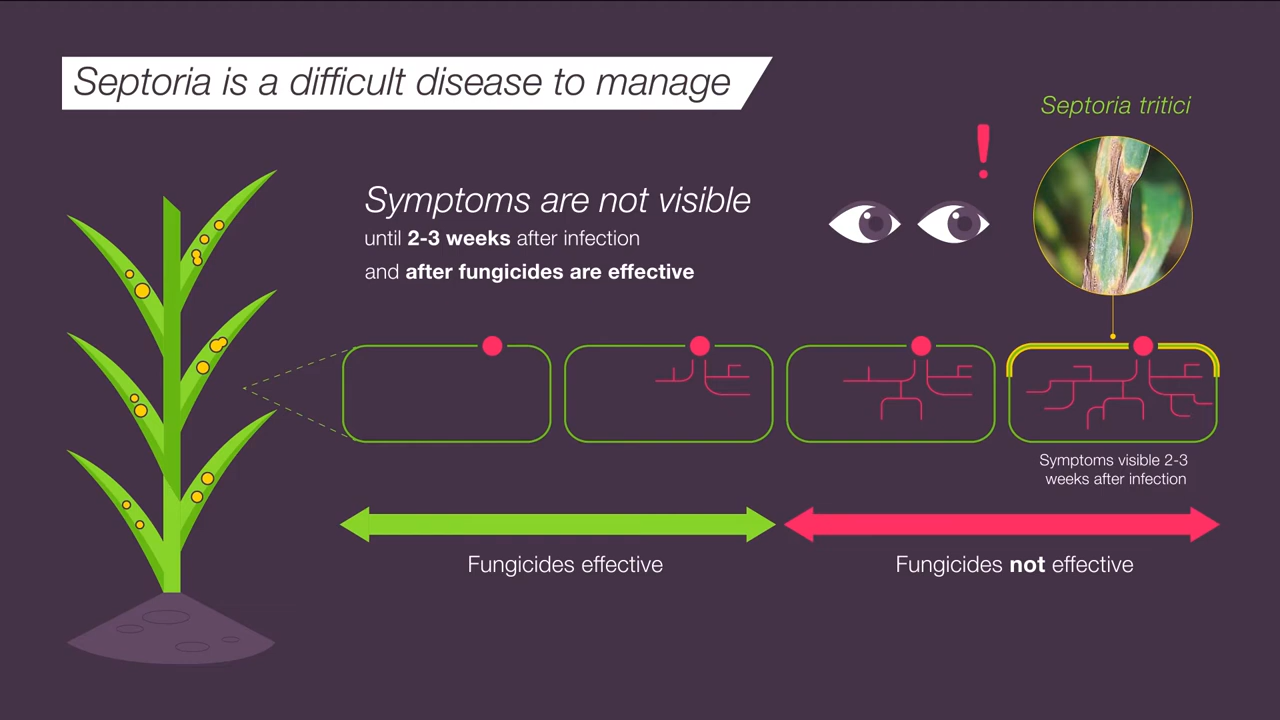 Septoria is a difficult disease to manage
Septoria tritici
!
Symptoms are not visible
until 2-3 weeks after infection
and after fungicides are effective
Symptoms visible 2-3
weeks after infection
Fungicides effective
Fungicides not effective